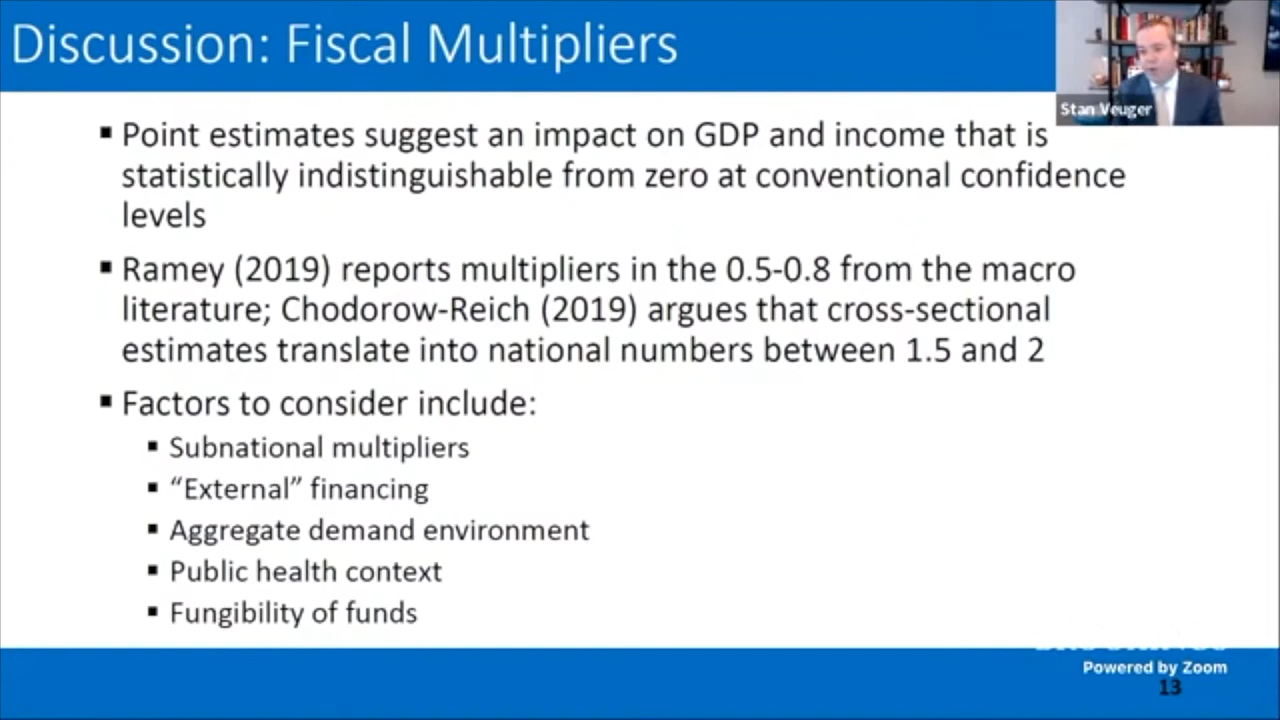 Discussion: Fiscal Multipliers
Stan Veuger
▪ Point estimates suggest an impact on GDP and income that is
statistically indistinguishable from zero at conventional confidence
levels
▪ Ramey (2019) reports multipliers in the 0.5-0.8 from the macro
literature; Chodorow-Reich (2019) argues that cross-sectional
estimates translate into national numbers between 1.5 and 2
▪ Factors to consider include:
▪ Subnational multipliers
▪ “External” financing
▪ Aggregate demand environment
▪ Public health context
▪ Fungibility of funds
Powered by Zoom
13